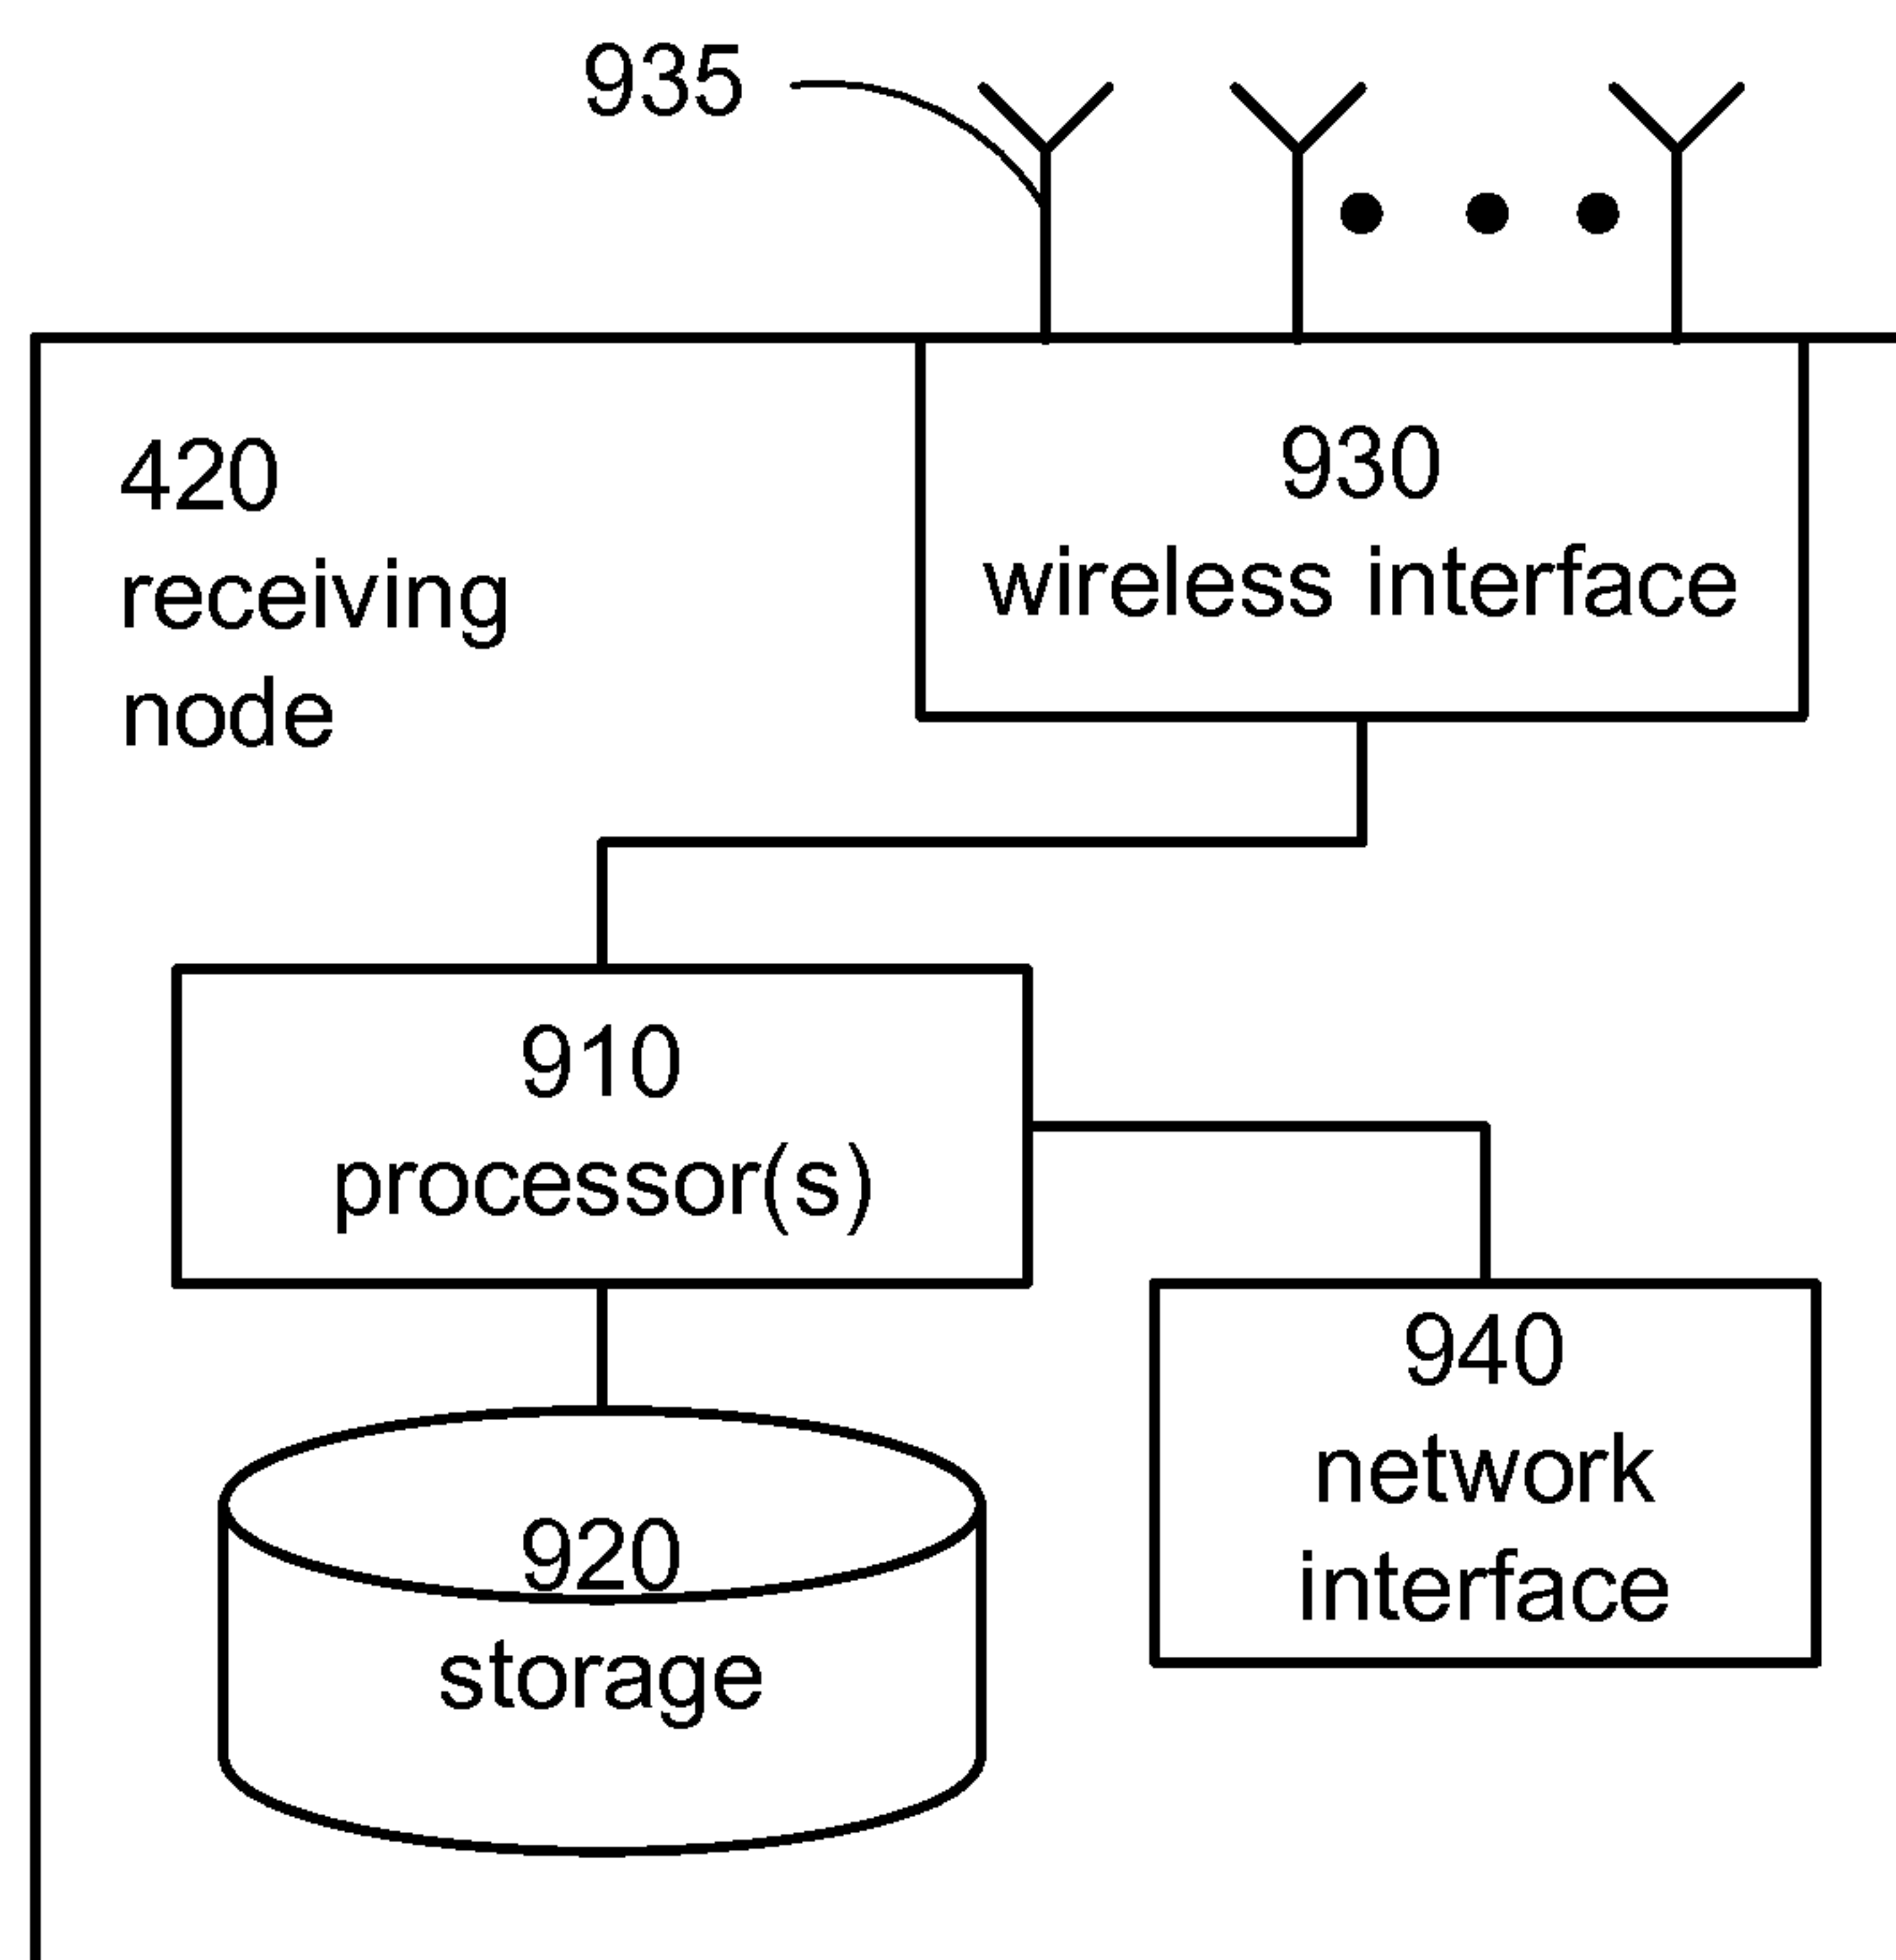 935
420
receiving
node
930
wireless interface
910
processor(s)
940
network
interface
920
storage